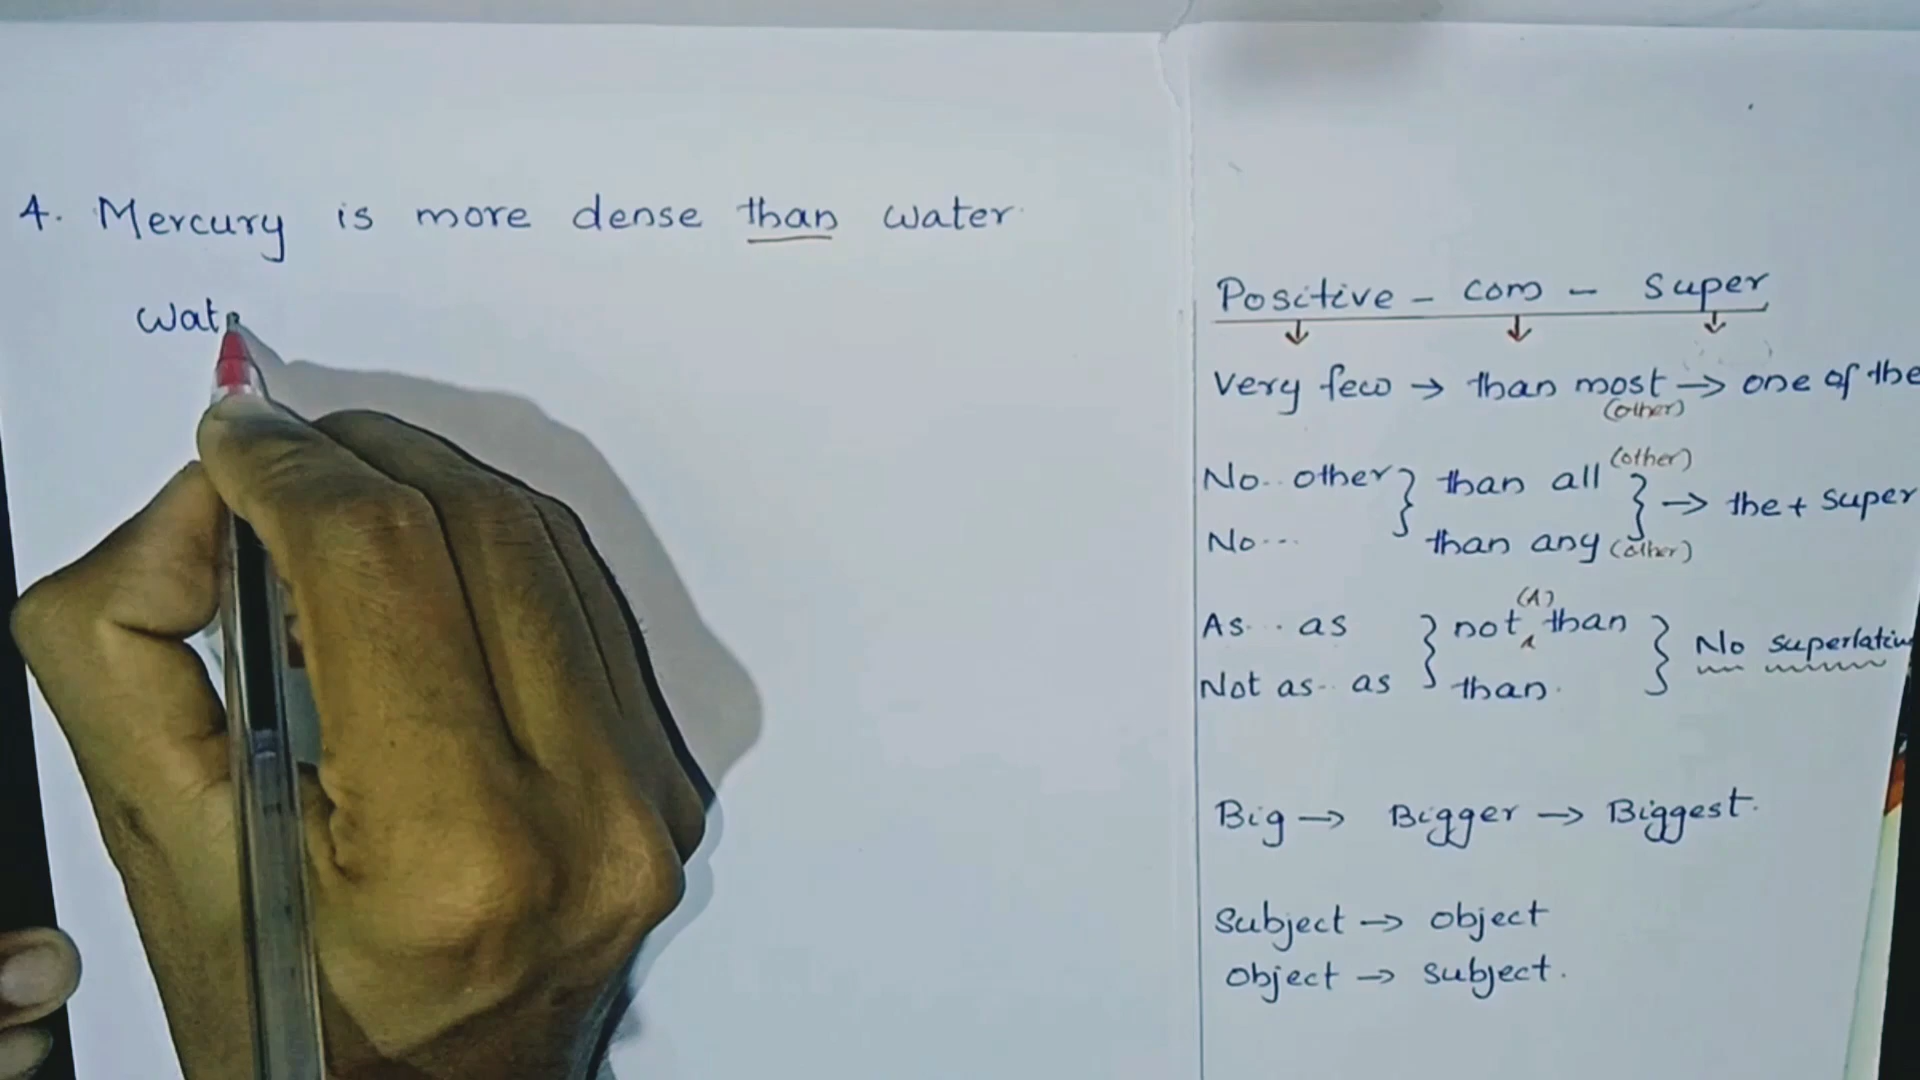 4. Mercury is more dense than water.
Wate
Positive - com - super
↓ ↓ ↓
Very few → than most → one of the
(other)
No.. other } than all (other) } → the + super
No... than any (other)
As... as } not than } No superlativ
(A)
Not as.. as than.
Big → Bigger → Biggest.
Subject → object
object → subject.